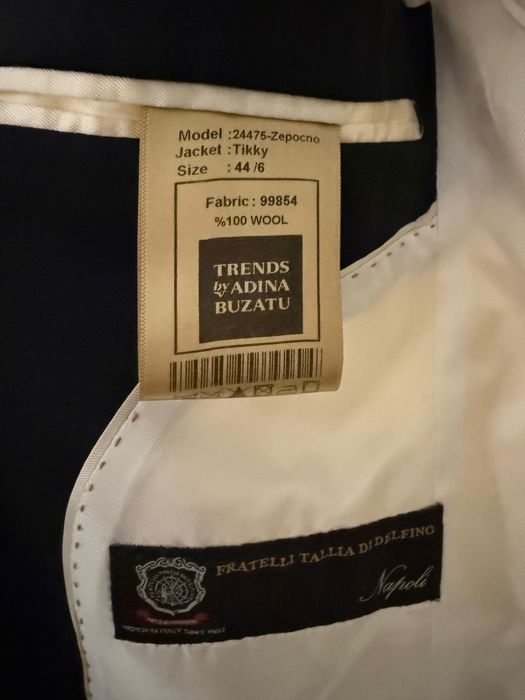 Model :24475-Zepocno
Jacket :Tikky
Size : 44 /6
Fabric : 99854
%100 WOOL
TRENDS
by ADINA
BUZATU
FRATELLI TALLIA DI DELFINO
Napoli